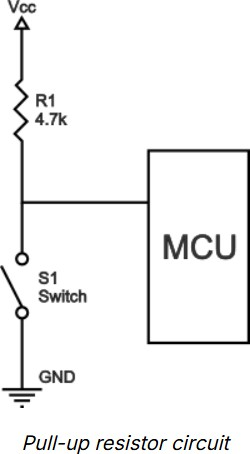 Vcc
R1
4.7k
MCU
S1
Switch
GND
Pull-up resistor circuit